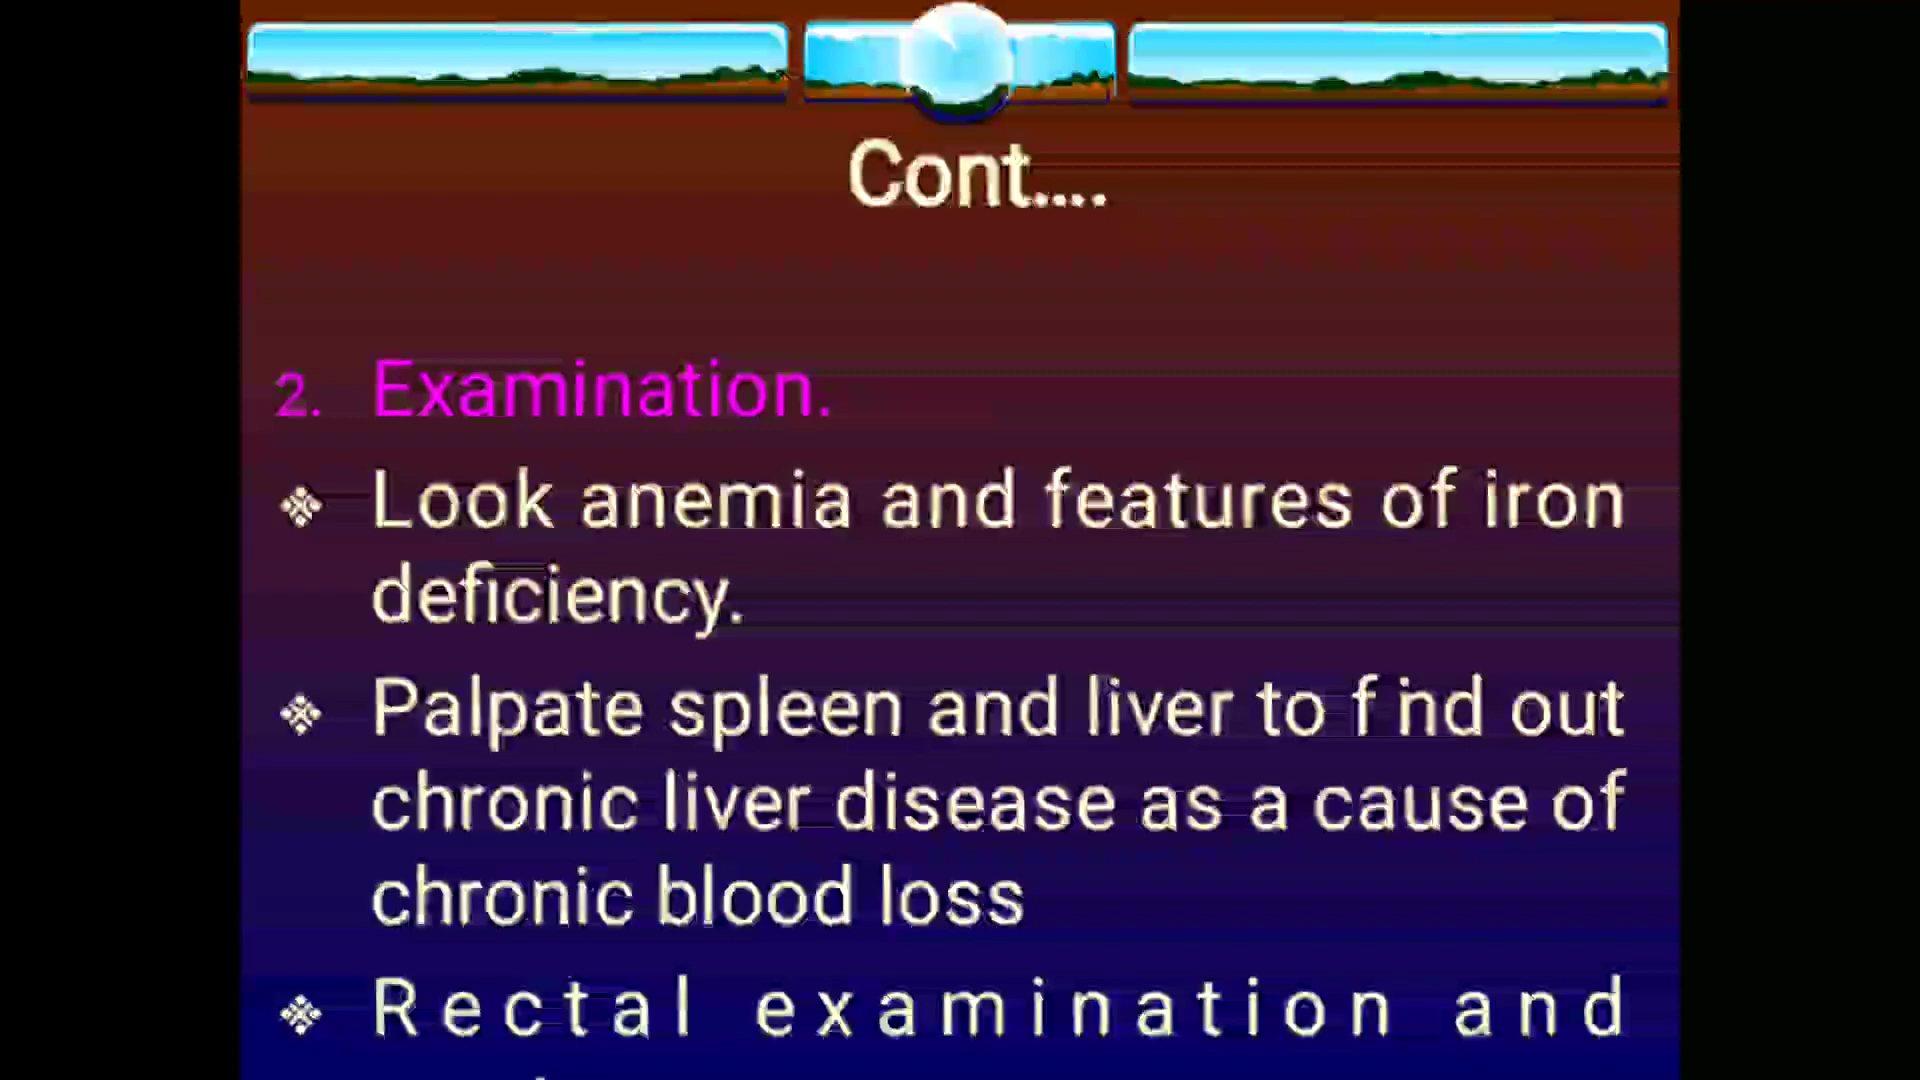 Cont....
2. Examination.
❖ Look anemia and features of iron
deficiency.
❖ Palpate spleen and liver to f ind out
chronic liver disease as a cause of
chronic blood loss
❖ Rectal examination and